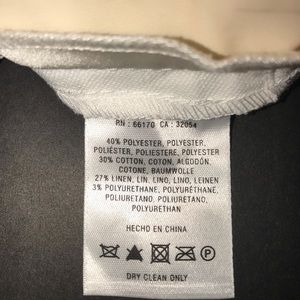 RN : 66170 CA : 32054
40% POLYESTER, POLYESTER,
POLIÉSTER, POLIESTERE, POLYESTER
30% COTTON, COTON, ALGODÓN,
COTONE, BAUMWOLLE
27% LINEN, LIN, LINO, LINO, LEINEN
3% POLYURETHANE, POLYURÉTHANE,
POLIURETANO, POLIURETANO,
POLYURETHAN
HECHO EN CHINA
P
DRY CLEAN ONLY